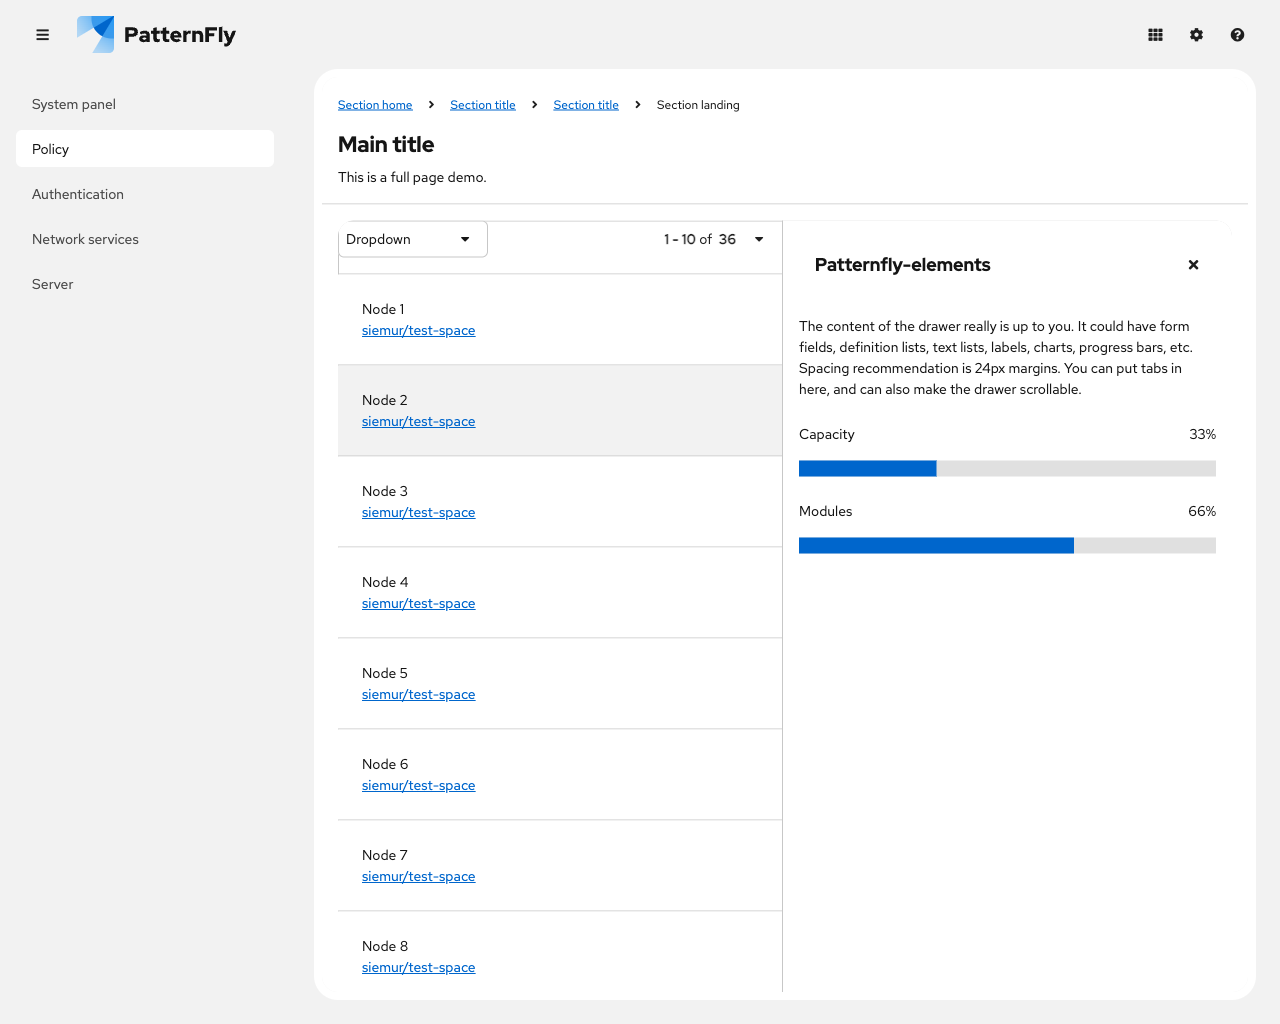 PatternFly
System panel
Policy
Authentication
Network services
Server
Section home
Section title
Section title
Section landing
Main title
This is a full page demo.
Dropdown
1 - 10 of 36
Node 1
siemur/test-space
Node 2
siemur/test-space
Node 3
siemur/test-space
Node 4
siemur/test-space
Node 5
siemur/test-space
Node 6
siemur/test-space
Node 7
siemur/test-space
Node 8
siemur/test-space
Patternfly-elements
The content of the drawer really is up to you. It could have form
fields, definition lists, text lists, labels, charts, progress bars, etc.
Spacing recommendation is 24px margins. You can put tabs in
here, and can also make the drawer scrollable.
Capacity 33%
Modules 66%